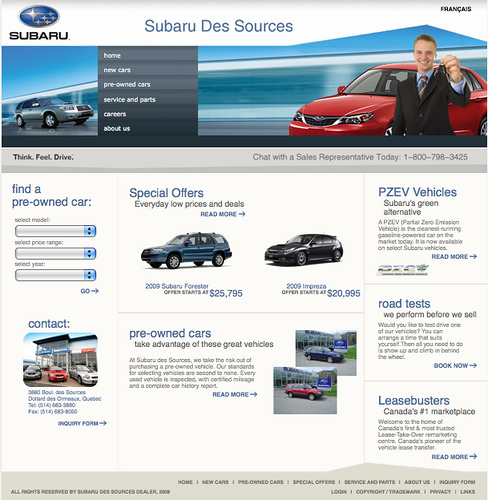 FRANÇAIS
SUBARU
Subaru Des Sources
home
new cars
pre-owned cars
service and parts
careers
about us
Think. Feel. Drive.
Chat with a Sales Representative Today: 1-800-798-3425
find a
pre-owned car:
select model:
select price range:
select year:
GO
contact:
3680 Boul. des Sources
Dollard des Ormeaux, Quebec
Tel: (514) 683-3880
Fax: (514) 683-8050
INQUIRY FORM
Special Offers
Everyday low prices and deals
READ MORE
2009 Subaru Forester
OFFER STARTS AT $25,795
2009 Impreza
OFFER STARTS AT $20,995
pre-owned cars
take advantage of these great vehicles
At Subaru des Sources, we take the risk out of
purchasing a pre-owned vehicle. Our standards
for selecting vehicles are second to none. Every
used vehicle is inspected, with certified mileage
and a complete car history report.
READ MORE
PZEV Vehicles
Subaru's green
alternative
A PZEV (Partial Zero Emission
Vehicle) is the cleanest-running
gasoline-powered car on the
market today. It is now available
on select Subaru vehicles.
READ MORE
PZEV
road tests
we perform before we sell
Would you like to test drive one
of our vehicles? You can
arrange a time that suits
yourself. Then all you need to do
is show up and climb in behind
the wheel.
BOOK NOW
Leasebusters
Canada's #1 marketplace
Welcome to the home of
Canada's first & most trusted
Lease-Take-Over remarketing
centre. Canada's pioneer of the
vehicle lease transfer.
READ MORE
HOME | NEW CARS | PRE-OWNED CARS | SPECIAL OFFERS | SERVICE AND PARTS | ABOUT US | INQUIRY FORM
ALL RIGHTS RESERVED BY SUBARU DES SOURCES DEALER, 2008
LOGIN | COPYRIGHT / TRADEMARK | PRIVACY | LINKS